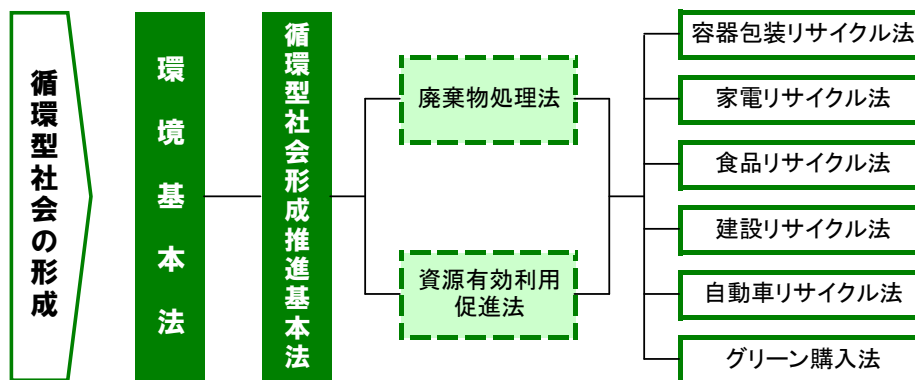 循環型社会の形成
環境基本法
循環型社会形成推進基本法
廃棄物処理法
資源有効利用
促進法
容器包装リサイクル法
家電リサイクル法
食品リサイクル法
建設リサイクル法
自動車リサイクル法
グリーン購入法